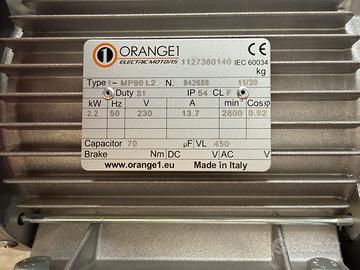 1 ORANGE1 CE
ELECTRIC MOTORS 1127380140 IEC 60034
kg
Type 1~ MP90 L2 N. 842688 11/20
Duty S1 IP 54 CL F
kW Hz V A min⁻¹ Cosφ
2.2 50 230 13.7 2800 0.92
Capacitor 70 µF VL 450
Brake Nm DC V AC V
www.orange1.eu Made in Italy
subito